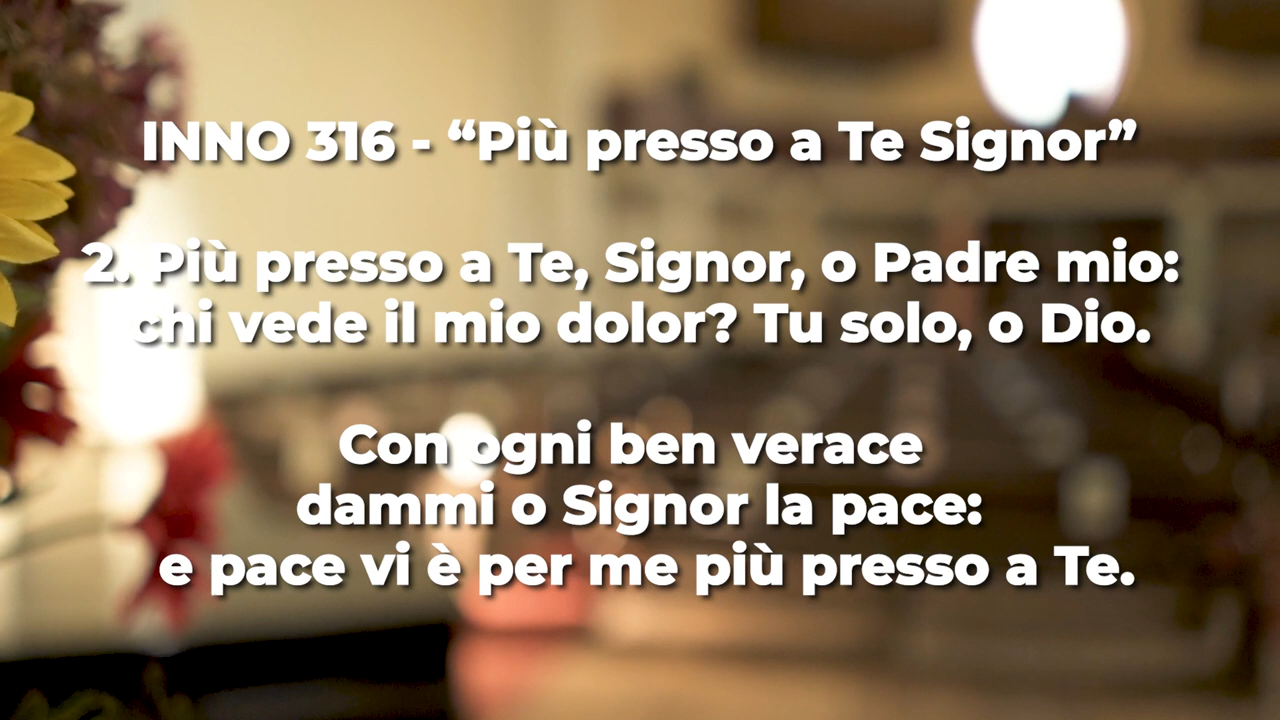 INNO 316 - “Più presso a Te Signor”
2. Più presso a Te, Signor, o Padre mio:
chi vede il mio dolor? Tu solo, o Dio.
Con ogni ben verace
dammi o Signor la pace:
e pace vi è per me più presso a Te.